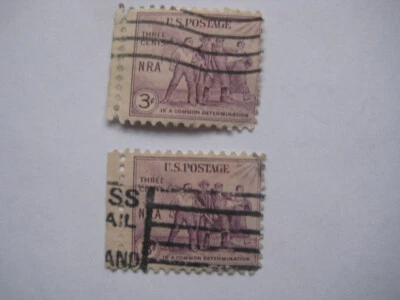 U.S. POSTAGE
THREE
CENTS
NRA
3¢
IN A COMMON DETERMINATION
U.S. POSTAGE
THREE
NRA
IN A COMMON DETERMINATION
SS
AIL
AND